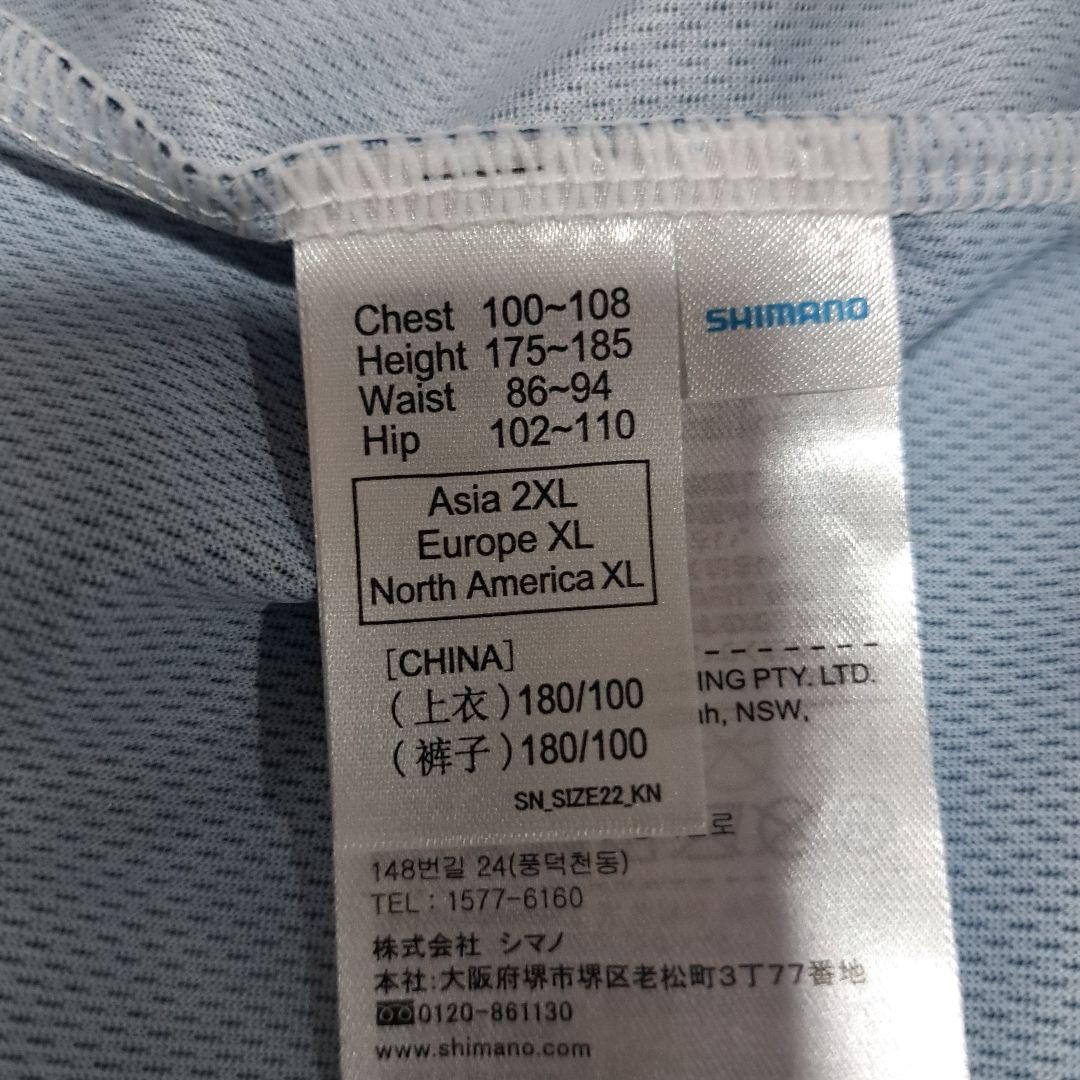 Chest 100~108
Height 175~185
Waist 86~94
Hip 102~110
SHIMANO
Asia 2XL
Europe XL
North America XL
[CHINA]
(上衣)180/100
(裤子)180/100
SN_SIZE22_KN
ING PTY. LTD.
NSW,
로
148번길 24(풍덕천동)
TEL : 1577-6160
株式会社 シマノ
本社:大阪府堺市堺区老松町3丁77番地
0120-861130
www.shimano.com